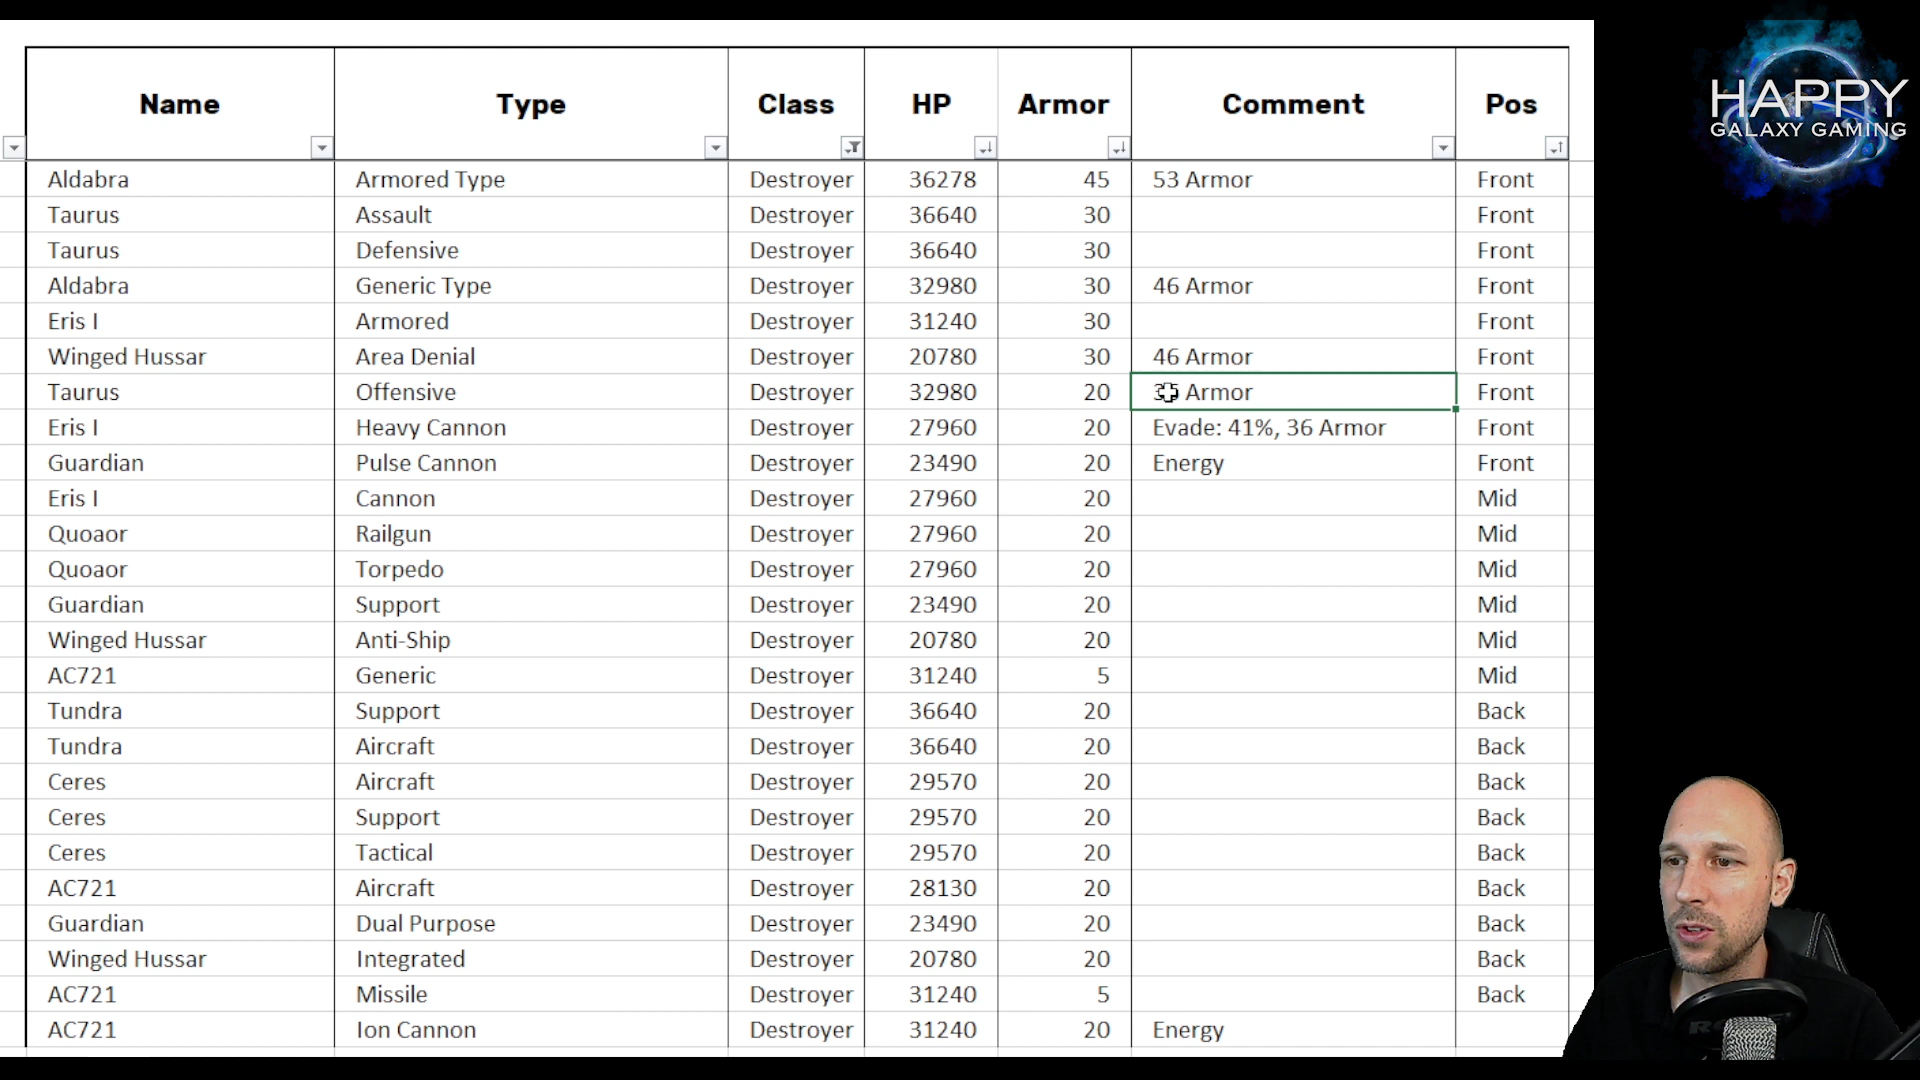 Name Type Class HP Armor Comment Pos
Aldabra Armored Type Destroyer 36278 45 53 Armor Front
Taurus Assault Destroyer 36640 30 Front
Taurus Defensive Destroyer 36640 30 Front
Aldabra Generic Type Destroyer 32980 30 46 Armor Front
Eris I Armored Destroyer 31240 30 Front
Winged Hussar Area Denial Destroyer 20780 30 46 Armor Front
Taurus Offensive Destroyer 32980 20 Armor Front
Eris I Heavy Cannon Destroyer 27960 20 Evade: 41%, 36 Armor Front
Guardian Pulse Cannon Destroyer 23490 20 Energy Front
Eris I Cannon Destroyer 27960 20 Mid
Quoaor Railgun Destroyer 27960 20 Mid
Quoaor Torpedo Destroyer 27960 20 Mid
Guardian Support Destroyer 23490 20 Mid
Winged Hussar Anti-Ship Destroyer 20780 20 Mid
AC721 Generic Destroyer 31240 5 Mid
Tundra Support Destroyer 36640 20 Back
Tundra Aircraft Destroyer 36640 20 Back
Ceres Aircraft Destroyer 29570 20 Back
Ceres Support Destroyer 29570 20 Back
Ceres Tactical Destroyer 29570 20 Back
AC721 Aircraft Destroyer 28130 20 Back
Guardian Dual Purpose Destroyer 23490 20 Back
Winged Hussar Integrated Destroyer 20780 20 Back
AC721 Missile Destroyer 31240 5 Back
AC721 Ion Cannon Destroyer 31240 20 Energy
HAPPY
GALAXY GAMING